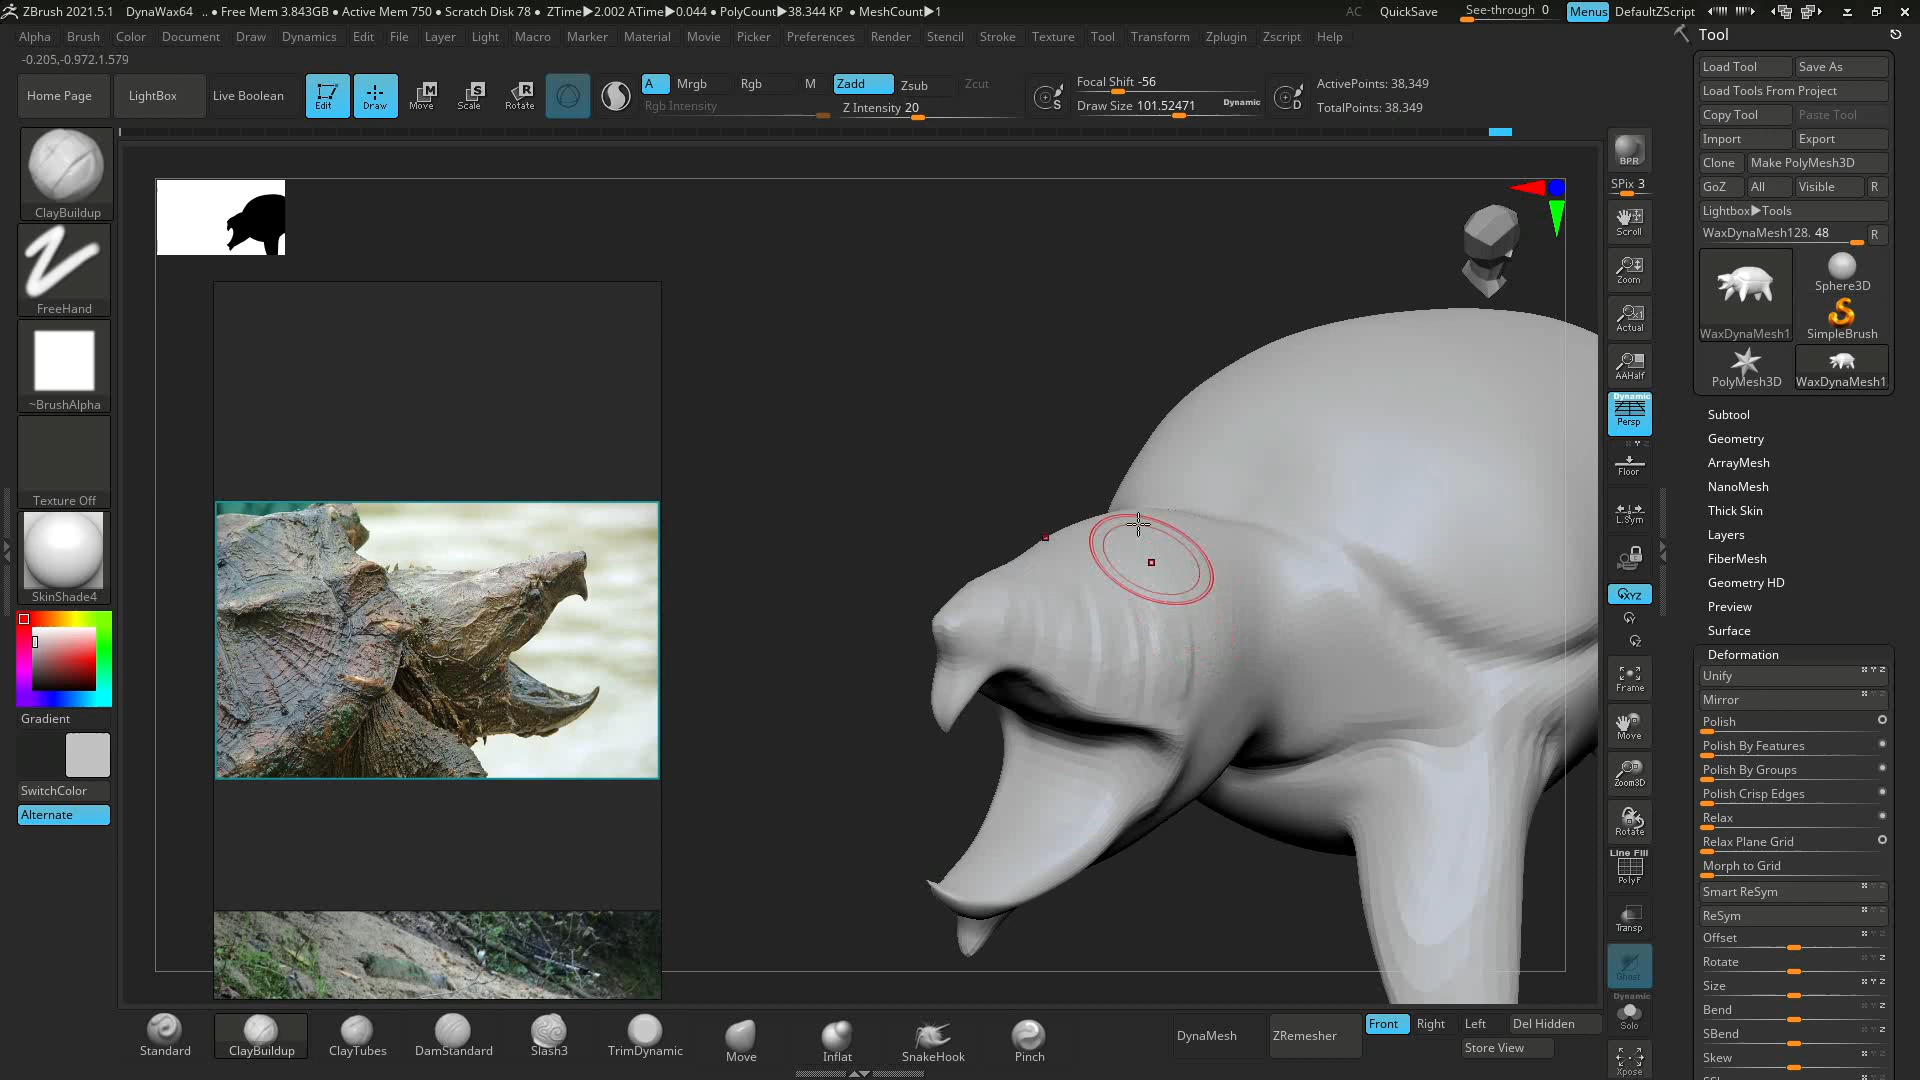 ZBrush 2021.5.1 DynaWax64 .. ● Free Mem 3.843GB ● Active Mem 750 ● Scratch Disk 78 ● ZTime▶2.002 ATime▶0.044 ● PolyCount▶38.344 KP ● MeshCount▶1 AC QuickSave See-through 0 Menus DefaultZScript
Alpha Brush Color Document Draw Dynamics Edit File Layer Light Macro Marker Material Movie Picker Preferences Render Stencil Stroke Texture Tool Transform Zplugin Zscript Help
-0.205,-0.972,1.579
Home Page LightBox Live Boolean Edit Draw Move Scale Rotate
A Mrgb Rgb M Zadd Zsub Zcut
Rgb Intensity Z Intensity 20
Focal Shift -56
Draw Size 101.52471 Dynamic
ActivePoints: 38,349
TotalPoints: 38,349
ClayBuildup
FreeHand
~BrushAlpha
Texture Off
SkinShade4
Gradient
SwitchColor
Alternate
Standard ClayBuildup ClayTubes DamStandard Slash3 TrimDynamic Move Inflat SnakeHook Pinch
DynaMesh ZRemesher
Front Right Left Del Hidden
Store View
BPR
SPix 3
Scroll
Zoom
Actual
AAHalf
Dynamic
Persp
Floor
L.Sym
XYZ
Frame
Move
Zoom3D
Rotate
Line Fill
PolyF
Transp
Ghost
Dynamic
Solo
Xpose
Tool
Load Tool Save As
Load Tools From Project
Copy Tool Paste Tool
Import Export
Clone Make PolyMesh3D
GoZ All Visible R
Lightbox▶Tools
WaxDynaMesh128. 48 R
Sphere3D
WaxDynaMesh1 SimpleBrush
PolyMesh3D WaxDynaMesh1
Subtool
Geometry
ArrayMesh
NanoMesh
Thick Skin
Layers
FiberMesh
Geometry HD
Preview
Surface
Deformation
Unify
Mirror
Polish
Polish By Features
Polish By Groups
Polish Crisp Edges
Relax
Relax Plane Grid
Morph to Grid
Smart ReSym
ReSym
Offset
Rotate
Size
Bend
SBend
Skew